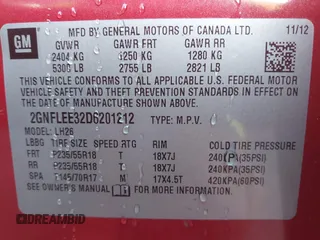 GM
MFD BY GENERAL MOTORS OF CANADA LTD. 11/12
GVWR GAWR FRT GAWR RR
2404 KG 1250 KG 1280 KG
5300 LB 2755 LB 2821 LB
THIS VEHICLE CONFORMS TO ALL APPLICABLE U.S. FEDERAL MOTOR
VEHICLE SAFETY AND THEFT PREVENTION STANDARDS IN EFFECT
ON THE DATE OF MANUFACTURE SHOWN ABOVE.
2GNFLEE32D6201212 TYPE: M.P.V.
MODEL: LH26
LBBG TIRE SIZE SPEED RTG RIM COLD TIRE PRESSURE
FRT P235/55R18 T 18X7J 240KPA(35PSI)
RR P235/55R18 T 18X7J 240KPA(35PSI)
SPA T145/70R17 M 17X4.5T 420KPA(60PSI)
SEE OWNER'S MANUAL FOR ADDITIONAL INFORMATION.
DREAMBID